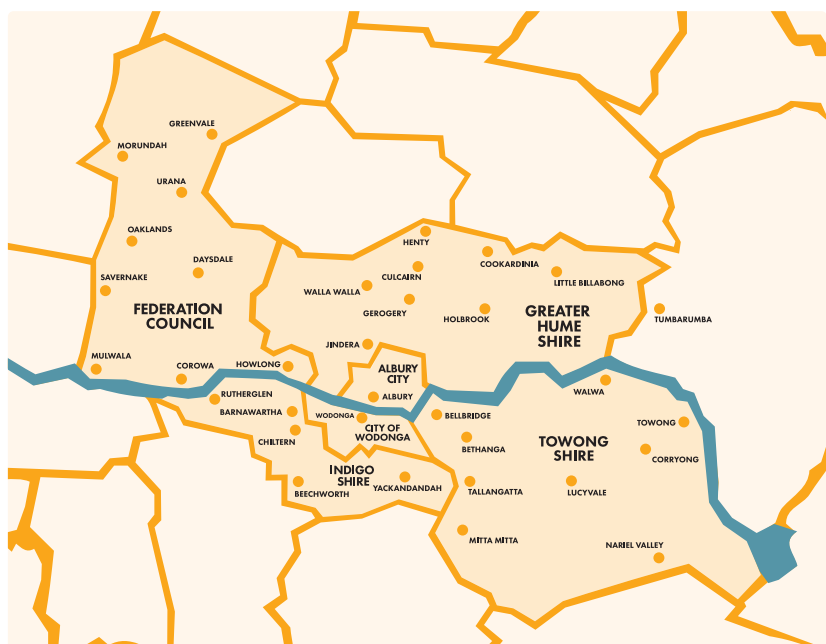 GREENVALE
MORUNDAH
URANA
OAKLANDS
DAYSDALE
SAVERNAKE
FEDERATION
COUNCIL
MULWALA
COROWA
HOWLONG
HENTY
COOKARDINIA
CULCAIRN
LITTLE BILLABONG
WALLA WALLA
GEROGERY
HOLBROOK
GREATER
HUME
SHIRE
TUMBARUMBA
JINDERA
ALBURY
CITY
ALBURY
RUTHERGLEN
BARNAWARTHA
WODONGA
CHILTERN
CITY OF
WODONGA
BELLBRIDGE
WALWA
TOWONG
BETHANGA
TOWONG
SHIRE
CORRYONG
INDIGO
SHIRE
BEECHWORTH
YACKANDANDAH
TALLANGATTA
LUCYVALE
MITTA MITTA
NARIEL VALLEY